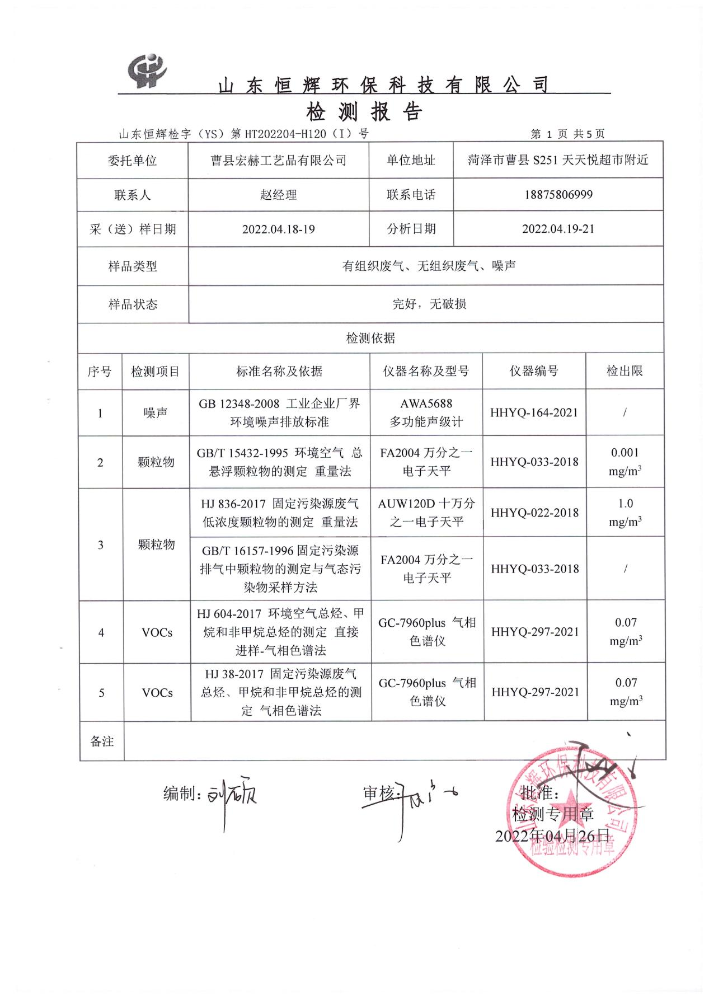 山东恒辉环保科技有限公司
检测报告
山东恒辉检字（YS）第 HT202204-H120（I）号 第 1 页 共 5 页
委托单位 曹县宏赫工艺品有限公司 单位地址 菏泽市曹县 S251 天天悦超市附近
联系人 赵经理 联系电话 18875806999
采（送）样日期 2022.04.18-19 分析日期 2022.04.19-21
样品类型 有组织废气、无组织废气、噪声
样品状态 完好，无破损
检测依据
序号 检测项目 标准名称及依据 仪器名称及型号 仪器编号 检出限
1 噪声 GB 12348-2008 工业企业厂界
环境噪声排放标准 AWA5688
多功能声级计 HHYQ-164-2021 /
2 颗粒物 GB/T 15432-1995 环境空气 总
悬浮颗粒物的测定 重量法 FA2004 万分之一
电子天平 HHYQ-033-2018 0.001
mg/m³
3 颗粒物 HJ 836-2017 固定污染源废气
低浓度颗粒物的测定 重量法 AUW120D 十万分
之一电子天平 HHYQ-022-2018 1.0
mg/m³
GB/T 16157-1996 固定污染源
排气中颗粒物的测定与气态污
染物采样方法 FA2004 万分之一
电子天平 HHYQ-033-2018 /
4 VOCs HJ 604-2017 环境空气总烃、甲
烷和非甲烷总烃的测定 直接
进样-气相色谱法 GC-7960plus 气相
色谱仪 HHYQ-297-2021 0.07
mg/m³
5 VOCs HJ 38-2017 固定污染源废气
总烃、甲烷和非甲烷总烃的测
定 气相色谱法 GC-7960plus 气相
色谱仪 HHYQ-297-2021 0.07
mg/m³
备注
编制：刘硕 审核： 批准：
检测专用章
2022年04月26日
山东恒辉环保科技有限公司
检验检测专用章